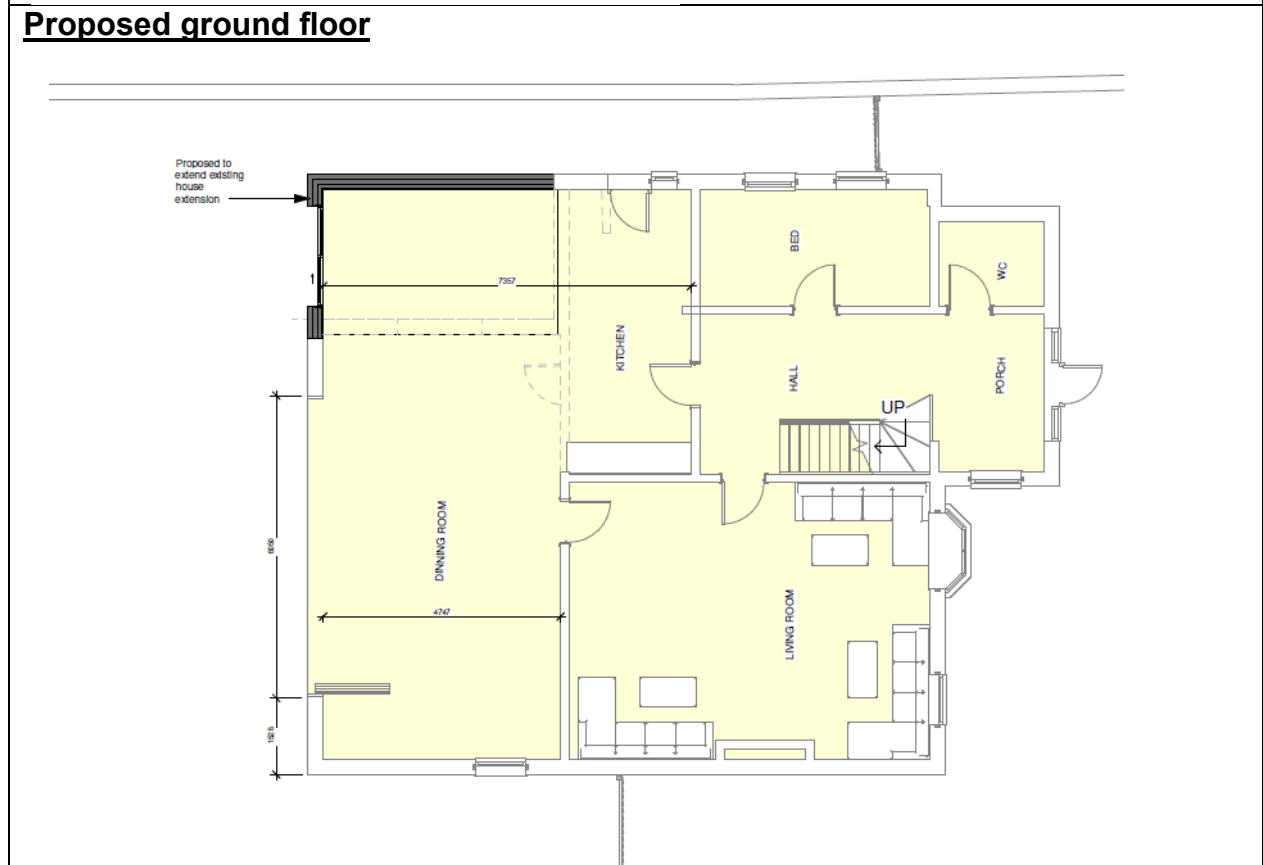 Proposed ground floor
Proposed to
extend existing
house
extension
7357
BED
WC
KITCHEN
HALL
PORCH
UP
DINNING ROOM
LIVING ROOM
4747